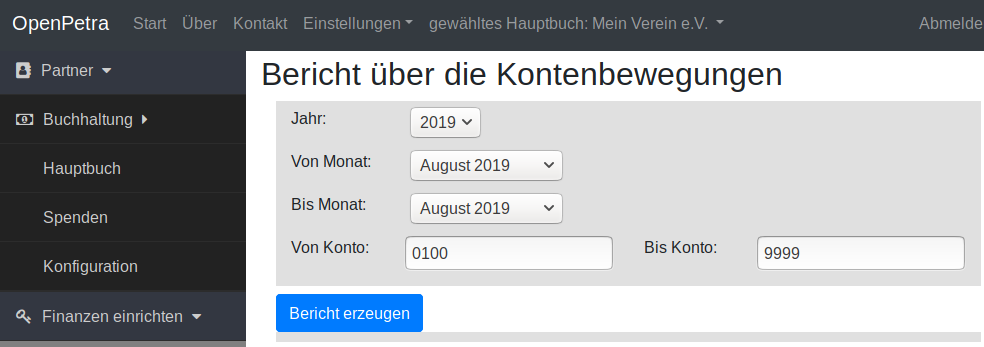 OpenPetra Start Über Kontakt Einstellungen gewähltes Hauptbuch: Mein Verein e.V. Abmelde
Partner
Buchhaltung
Hauptbuch
Spenden
Konfiguration
Finanzen einrichten
Bericht über die Kontenbewegungen
Jahr: 2019
Von Monat: August 2019
Bis Monat: August 2019
Von Konto: 0100 Bis Konto: 9999
Bericht erzeugen